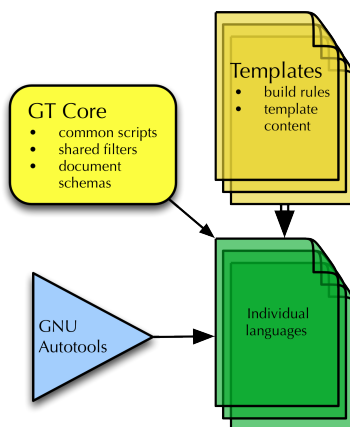 Templates
• build rules
• template
content
GT Core
• common scripts
• shared filters
• document
schemas
Individual
languages
GNU
Autotools